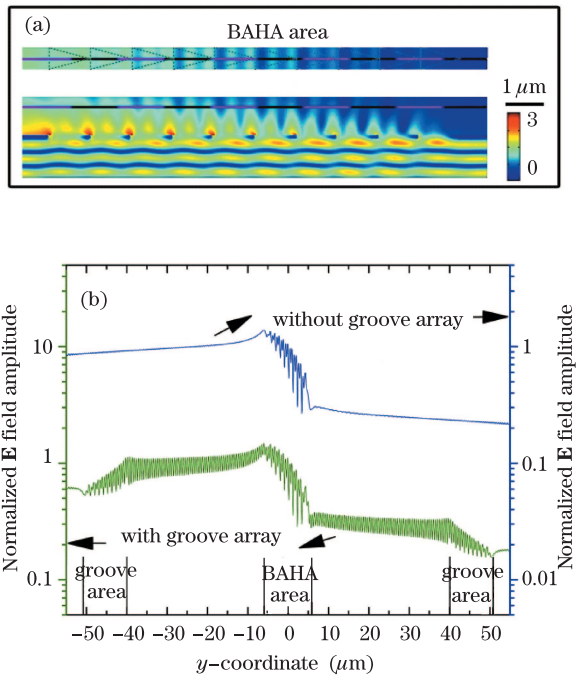 (a)
BAHA area
1 μm
3
0
(b)
without groove array
with groove array
groove area
BAHA area
groove area
10
1
0.1
1
0.1
0.01
Normalized E field amplitude
Normalized E field amplitude
−50 −40 −30 −20 −10 0 10 20 30 40 50
y−coordinate (μm)